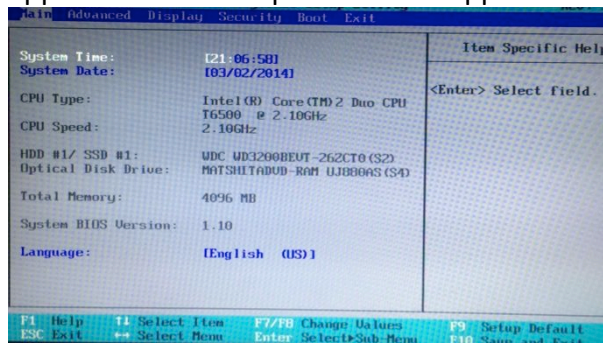 Main Advanced Display Security Boot Exit
Item Specific Help
System Time: [21:06:58]
System Date: [03/02/2014]
<Enter> Select field.
CPU Type: Intel(R) Core(TM)2 Duo CPU
T6500 @ 2.10GHz
CPU Speed: 2.10GHz
HDD #1/ SSD #1: WDC WD3200BEVT-26ZCT0(S2)
Optical Disk Drive: MATSHITADVD-RAM UJ880AS(S4)
Total Memory: 4096 MB
System BIOS Version: 1.10
Language: [English (US)]
F1 Help ↑↓ Select Item F7/F8 Change Values F9 Setup Default
ESC Exit ↔ Select Menu Enter Select▶Sub-Menu F10 Save and Exit